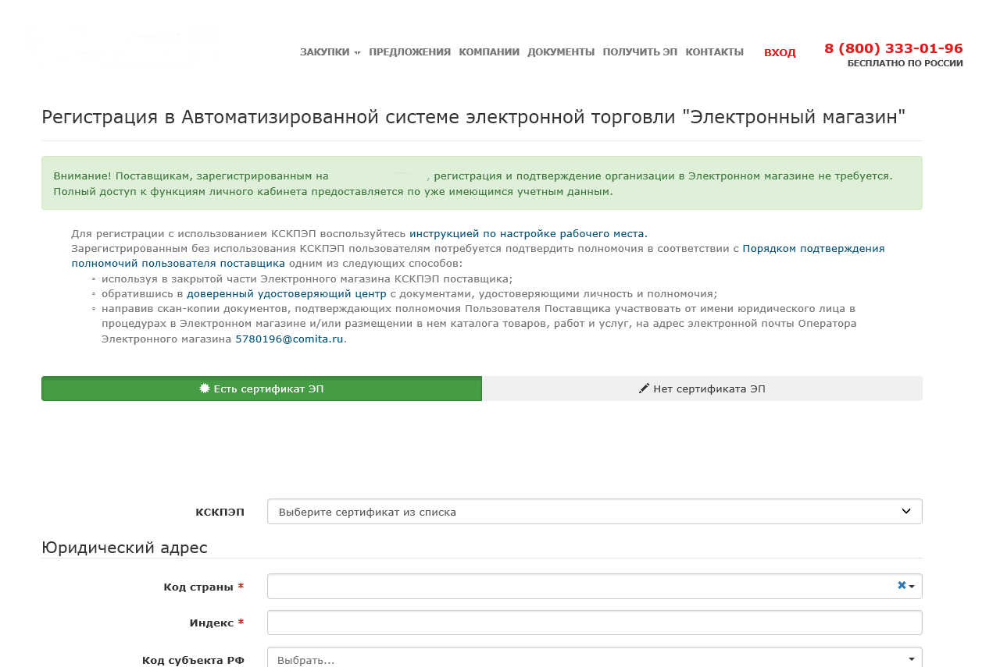 ЗАКУПКИ ПРЕДЛОЖЕНИЯ КОМПАНИИ ДОКУМЕНТЫ ПОЛУЧИТЬ ЭП КОНТАКТЫ ВХОД 8 (800) 333-01-96
БЕСПЛАТНО ПО РОССИИ
Регистрация в Автоматизированной системе электронной торговли "Электронный магазин"
Внимание! Поставщикам, зарегистрированным на , регистрация и подтверждение организации в Электронном магазине не требуется.
Полный доступ к функциям личного кабинета предоставляется по уже имеющимся учетным данным.
Для регистрации с использованием КСКПЭП воспользуйтесь инструкцией по настройке рабочего места.
Зарегистрированным без использования КСКПЭП пользователям потребуется подтвердить полномочия в соответствии с Порядком подтверждения
полномочий пользователя поставщика одним из следующих способов:
◦ используя в закрытой части Электронного магазина КСКПЭП поставщика;
◦ обратившись в доверенный удостоверяющий центр с документами, удостоверяющими личность и полномочия;
◦ направив скан-копии документов, подтверждающих полномочия Пользователя Поставщика участвовать от имени юридического лица в
процедурах в Электронном магазине и/или размещении в нем каталога товаров, работ и услуг, на адрес электронной почты Оператора
Электронного магазина 5780196@comita.ru.
Есть сертификат ЭП Нет сертификата ЭП
КСКПЭП Выберите сертификат из списка
Юридический адрес
Код страны *
Индекс *
Код субъекта РФ Выбрать...